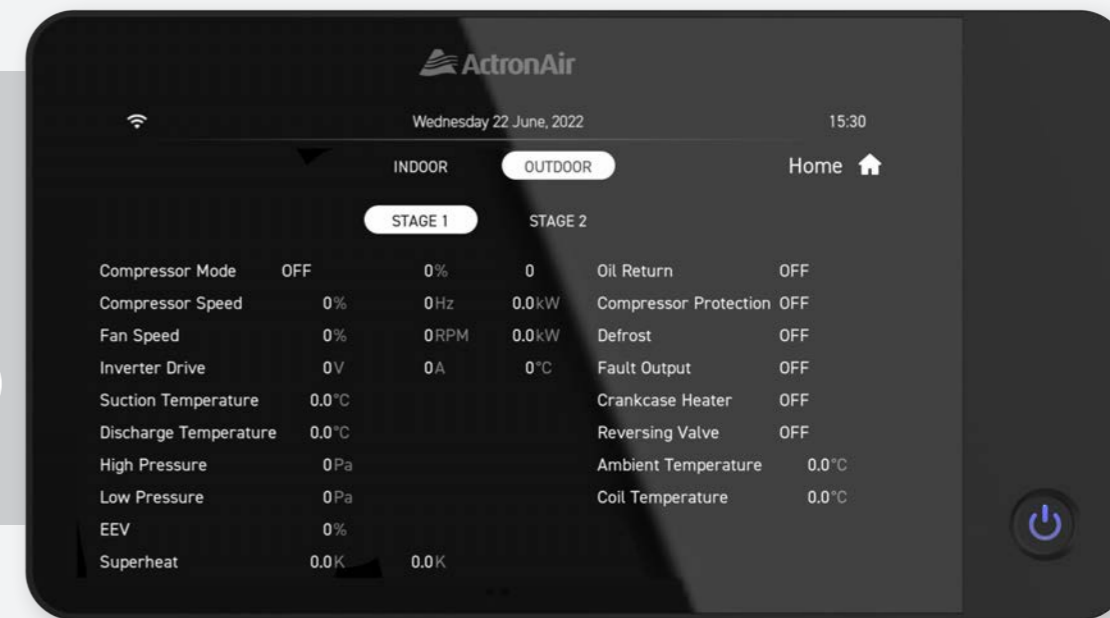 ActronAir
Wednesday 22 June, 2022 15:30
INDOOR OUTDOOR Home
STAGE 1 STAGE 2
Compressor Mode OFF 0% 0 Oil Return OFF
Compressor Speed 0% 0Hz 0.0kW Compressor Protection OFF
Fan Speed 0% 0RPM 0.0kW Defrost OFF
Inverter Drive 0V 0A 0°C Fault Output OFF
Suction Temperature 0.0°C Crankcase Heater OFF
Discharge Temperature 0.0°C Reversing Valve OFF
High Pressure 0Pa Ambient Temperature 0.0°C
Low Pressure 0Pa Coil Temperature 0.0°C
EEV 0%
Superheat 0.0K 0.0K